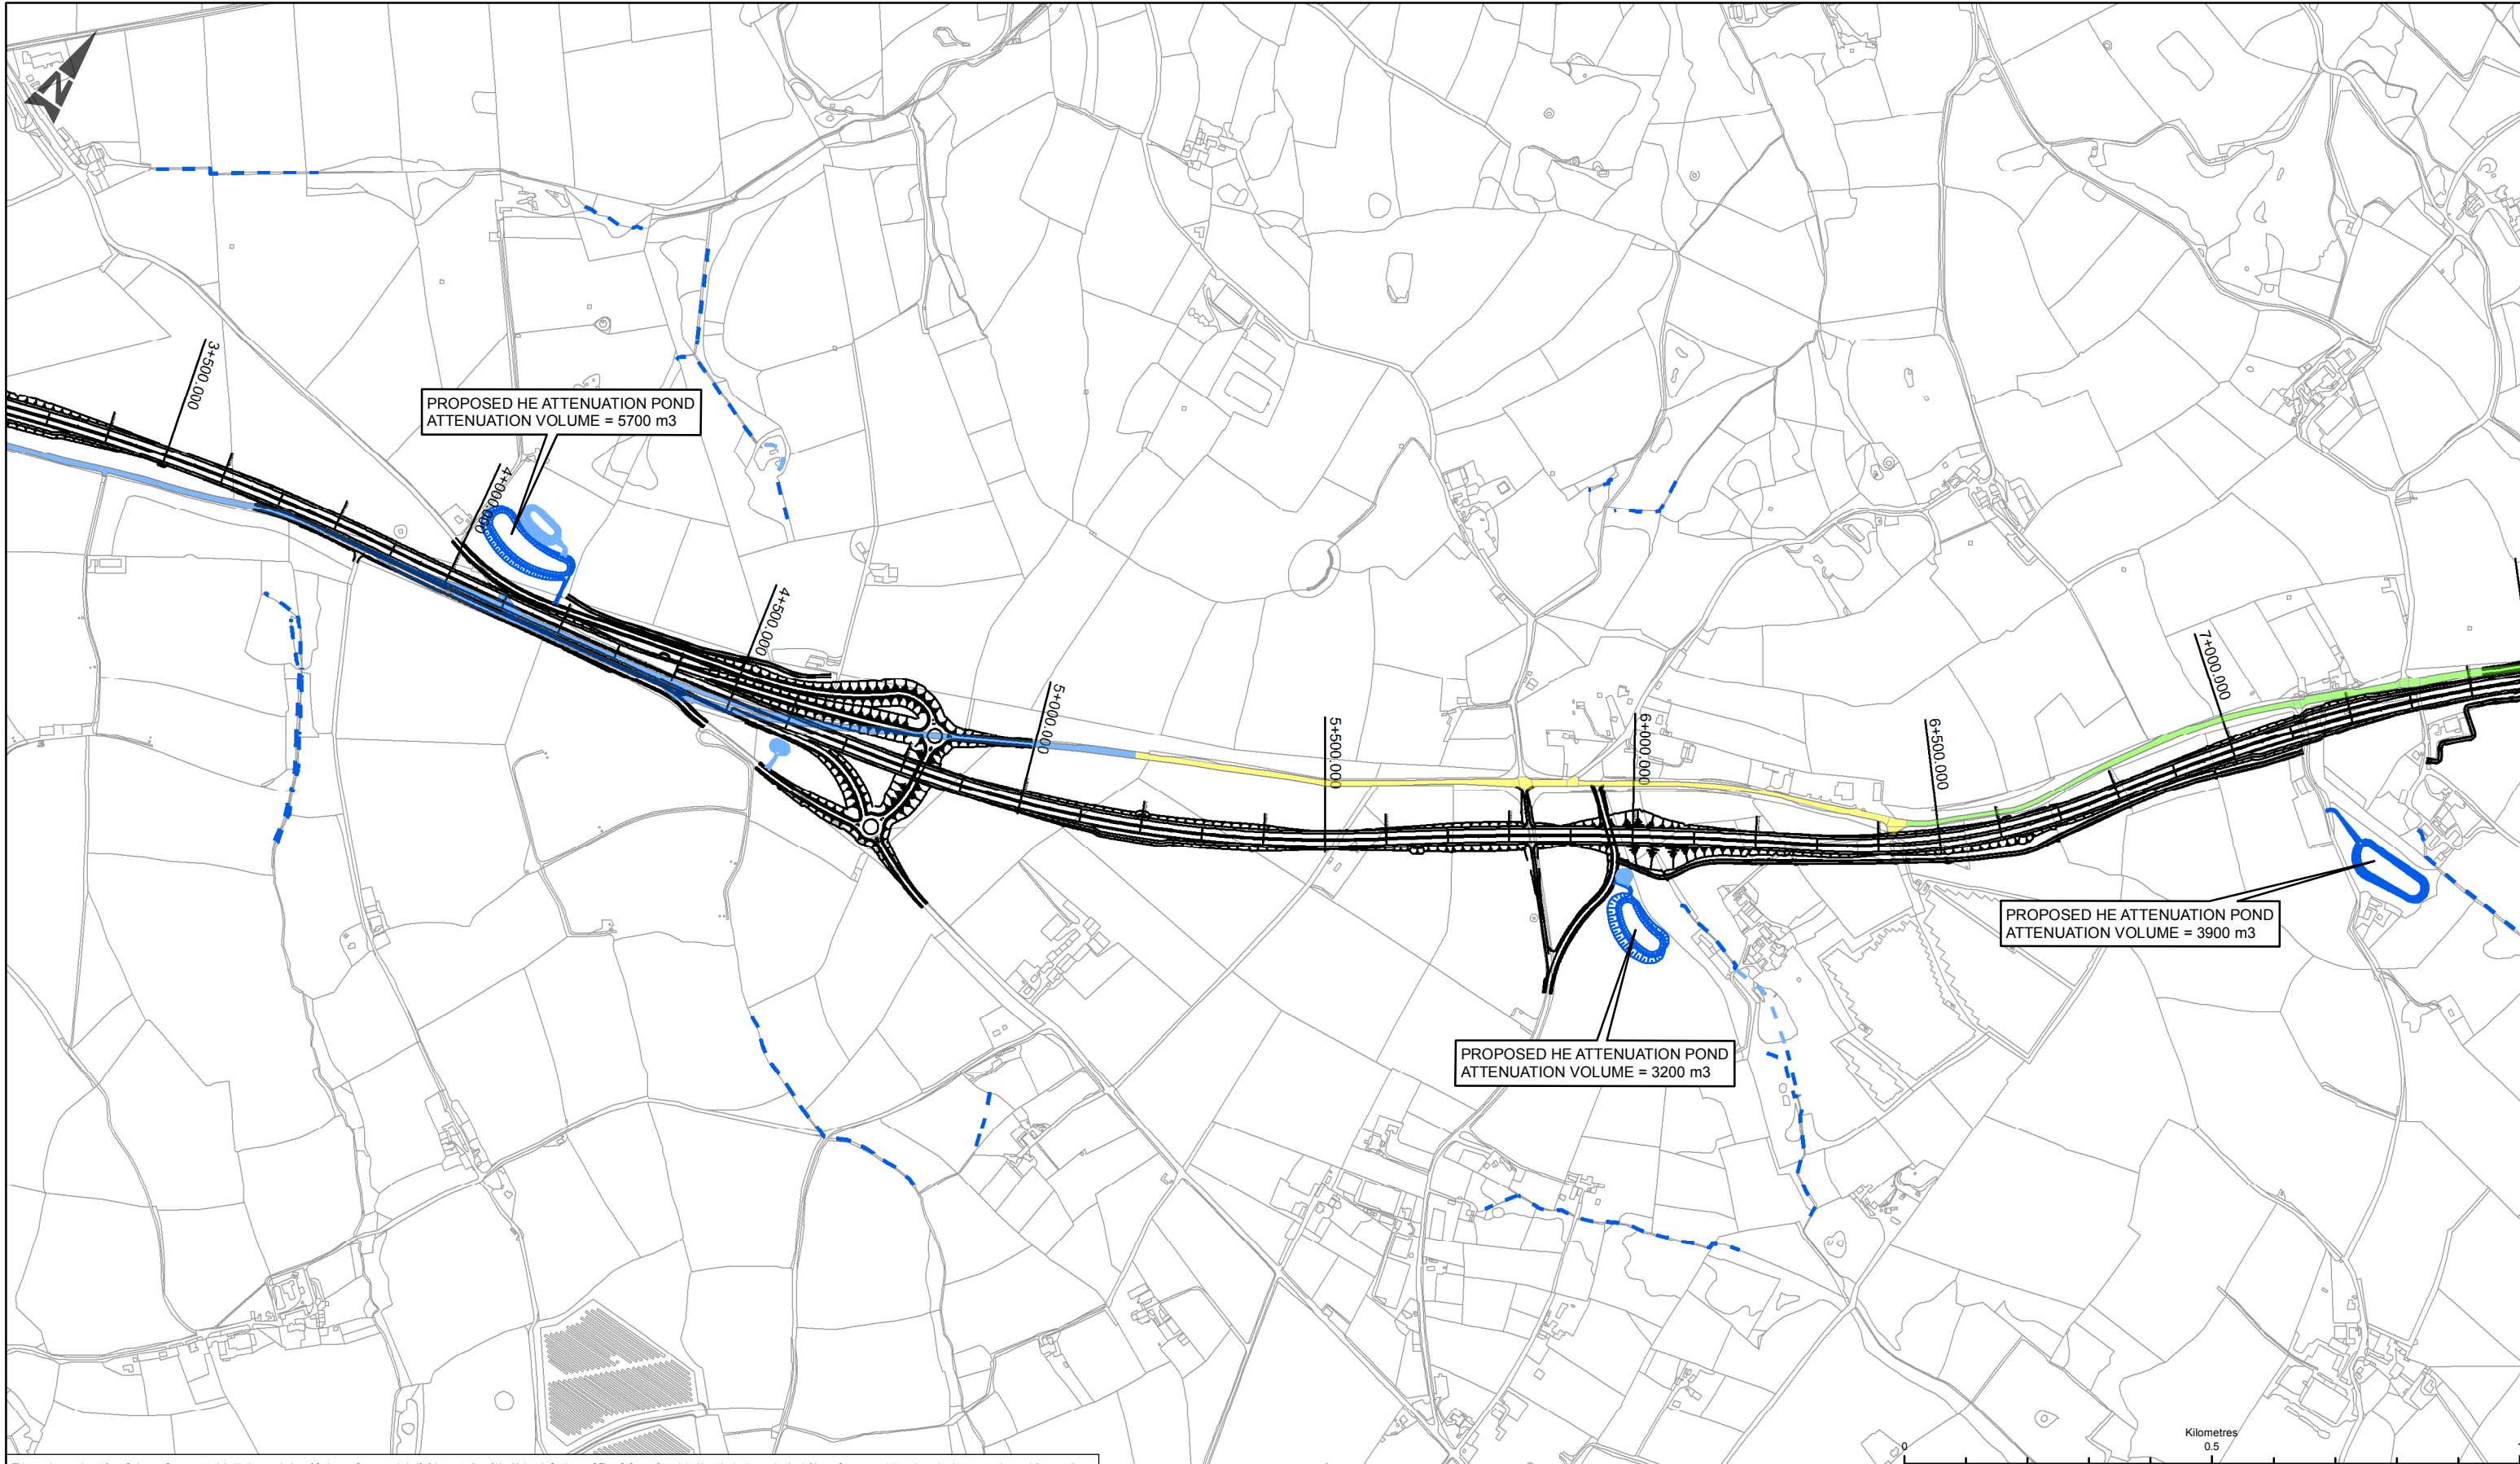 N
3+500.000
PROPOSED HE ATTENUATION POND
ATTENUATION VOLUME = 5700 m3
4+000.000
4+500.000
5+000.000
5+500.000
6+000.000
6+500.000
7+000.000
PROPOSED HE ATTENUATION POND
ATTENUATION VOLUME = 3900 m3
PROPOSED HE ATTENUATION POND
ATTENUATION VOLUME = 3200 m3
Kilometres
0
0.5